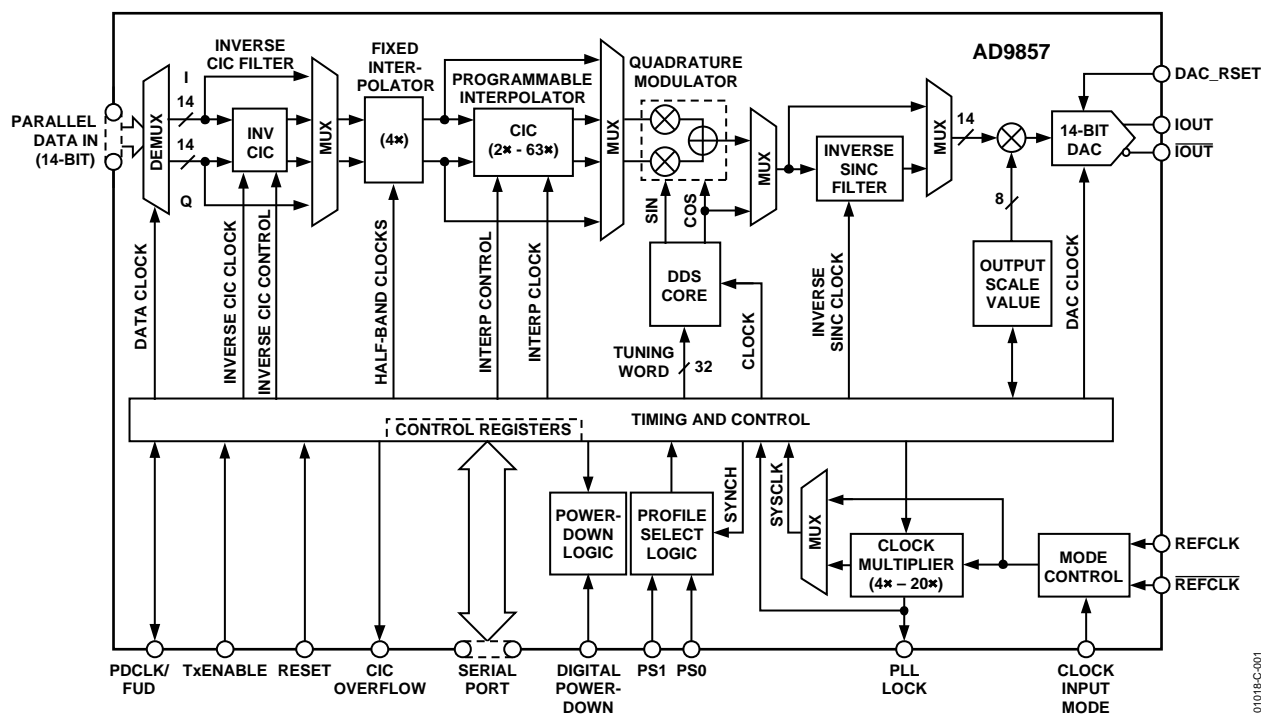 AD9857
PARALLEL
DATA IN
(14-BIT)
DEMUX
I
14
14
Q
INVERSE
CIC FILTER
INV
CIC
MUX
FIXED
INTER-
POLATOR
(4×)
PROGRAMMABLE
INTERPOLATOR
CIC
(2× - 63×)
MUX
QUADRATURE
MODULATOR
SIN
COS
MUX
INVERSE
SINC
FILTER
MUX
14
8
14-BIT
DAC
DAC_RSET
IOUT
IOUT
DATA CLOCK
INVERSE CIC CLOCK
INVERSE CIC CONTROL
HALF-BAND CLOCKS
INTERP CONTROL
INTERP CLOCK
DDS
CORE
TUNING
WORD
32
CLOCK
INVERSE
SINC CLOCK
OUTPUT
SCALE
VALUE
DAC CLOCK
TIMING AND CONTROL
CONTROL REGISTERS
POWER-
DOWN
LOGIC
PROFILE
SELECT
LOGIC
SYNCH
SYSCLK
MUX
CLOCK
MULTIPLIER
(4× – 20×)
MODE
CONTROL
REFCLK
REFCLK
PDCLK/
FUD
TxENABLE
RESET
CIC
OVERFLOW
SERIAL
PORT
DIGITAL
POWER-
DOWN
PS1
PS0
PLL
LOCK
CLOCK
INPUT
MODE
01018-C-001